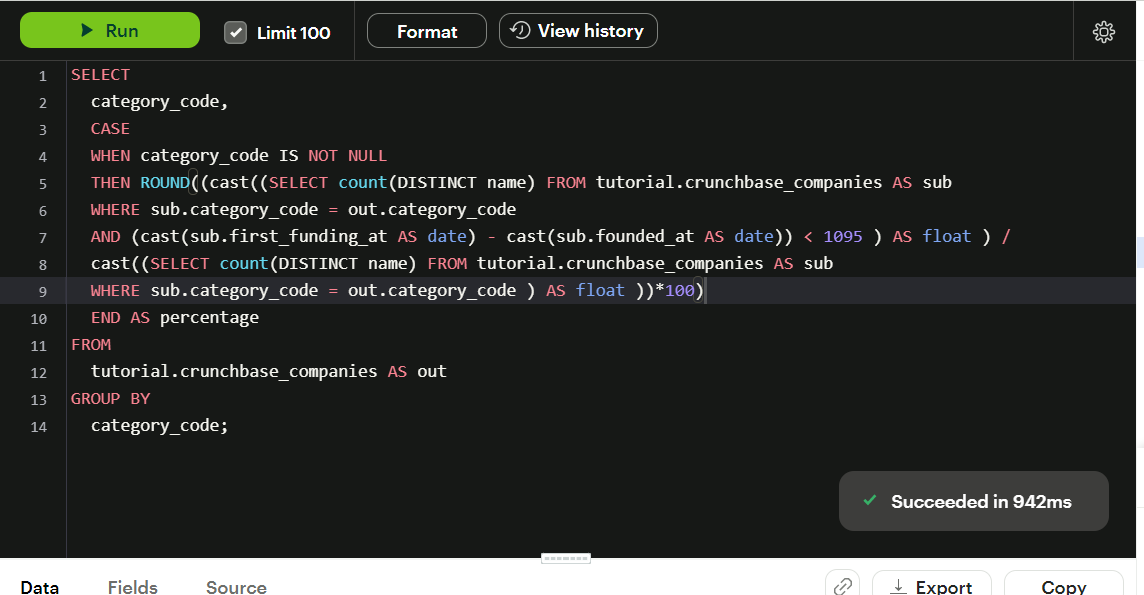 Run Limit 100 Format View history
1 SELECT
2 category_code,
3 CASE
4 WHEN category_code IS NOT NULL
5 THEN ROUND((cast((SELECT count(DISTINCT name) FROM tutorial.crunchbase_companies AS sub
6 WHERE sub.category_code = out.category_code
7 AND (cast(sub.first_funding_at AS date) - cast(sub.founded_at AS date)) < 1095 ) AS float ) /
8 cast((SELECT count(DISTINCT name) FROM tutorial.crunchbase_companies AS sub
9 WHERE sub.category_code = out.category_code ) AS float ))*100)
10 END AS percentage
11 FROM
12 tutorial.crunchbase_companies AS out
13 GROUP BY
14 category_code;
Succeeded in 942ms
Data Fields Source Export Copy